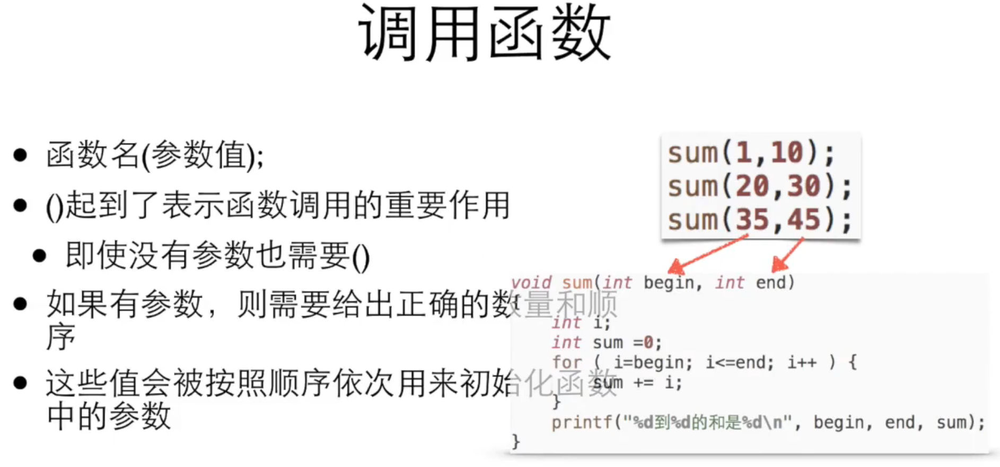 调用函数
函数名(参数值);
()起到了表示函数调用的重要作用
即使没有参数也需要()
如果有参数，则需要给出正确的数量和顺
序
这些值会被按照顺序依次用来初始化函数
中的参数
sum(1,10);
sum(20,30);
sum(35,45);
void sum(int begin, int end)
{
int i;
int sum =0;
for ( i=begin; i<=end; i++ ) {
sum += i;
}
printf("%d到%d的和是%d\n", begin, end, sum);
}